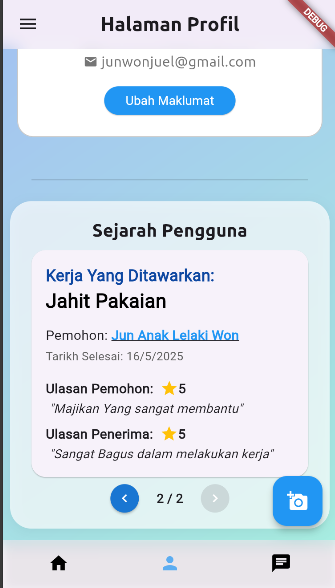 Halaman Profil
DEBUG
junwonjuel@gmail.com
Ubah Maklumat
Sejarah Pengguna
Kerja Yang Ditawarkan:
Jahit Pakaian
Pemohon: Jun Anak Lelaki Won
Tarikh Selesai: 16/5/2025
Ulasan Pemohon: 5
"Majikan Yang sangat membantu"
Ulasan Penerima: 5
"Sangat Bagus dalam melakukan kerja"
2 / 2